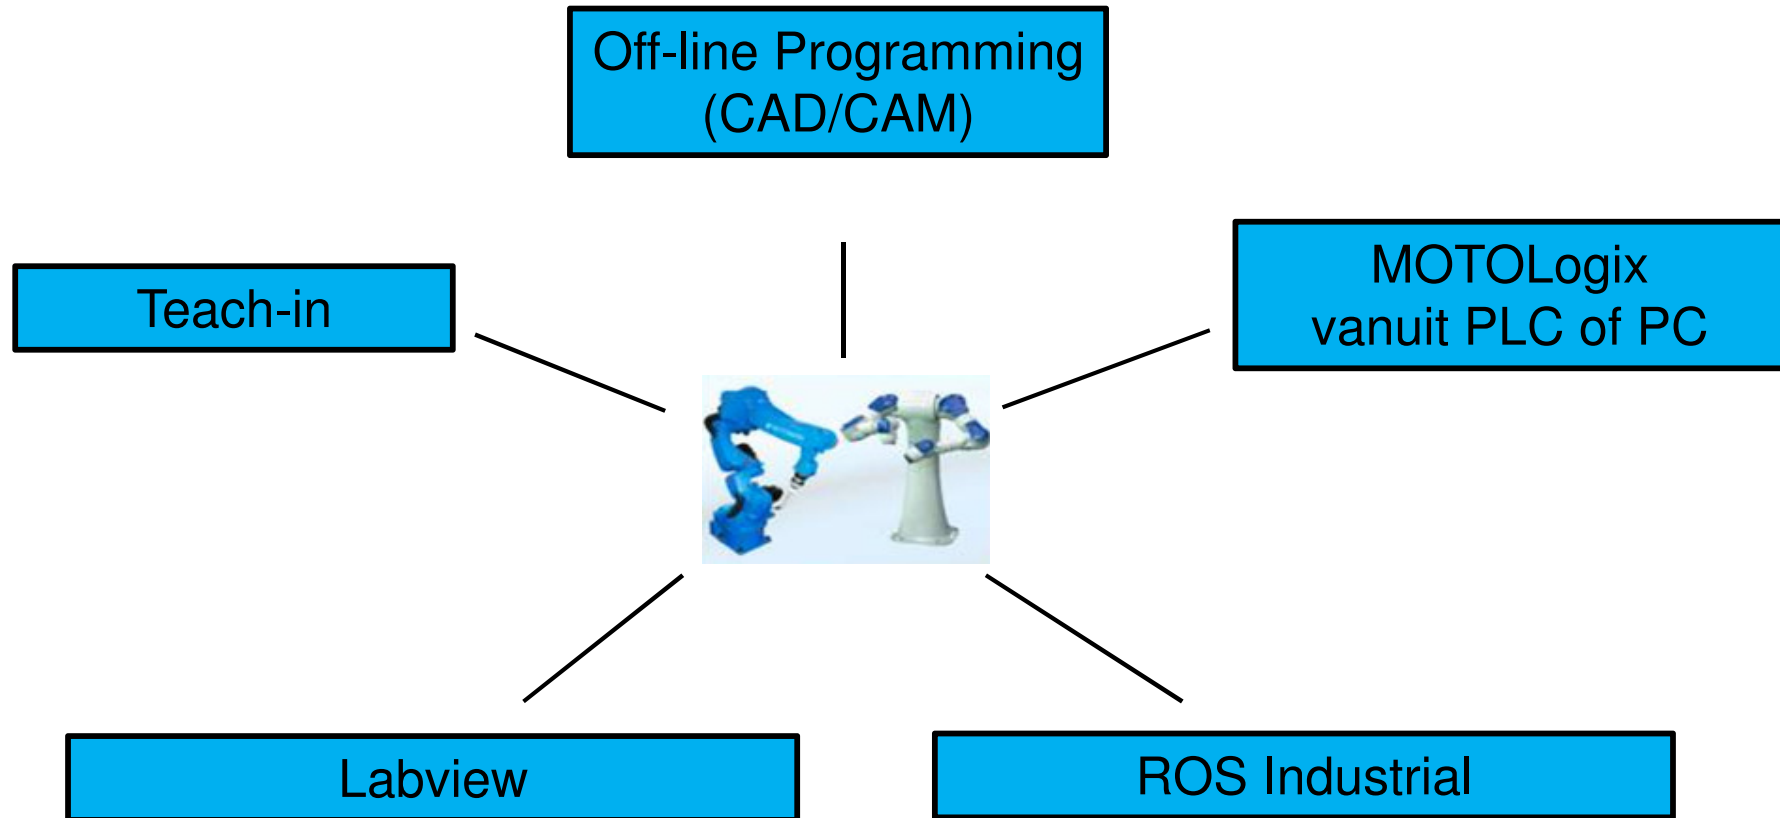 Off-line Programming
(CAD/CAM)
Teach-in
MOTOLogix
vanuit PLC of PC
Labview
ROS Industrial